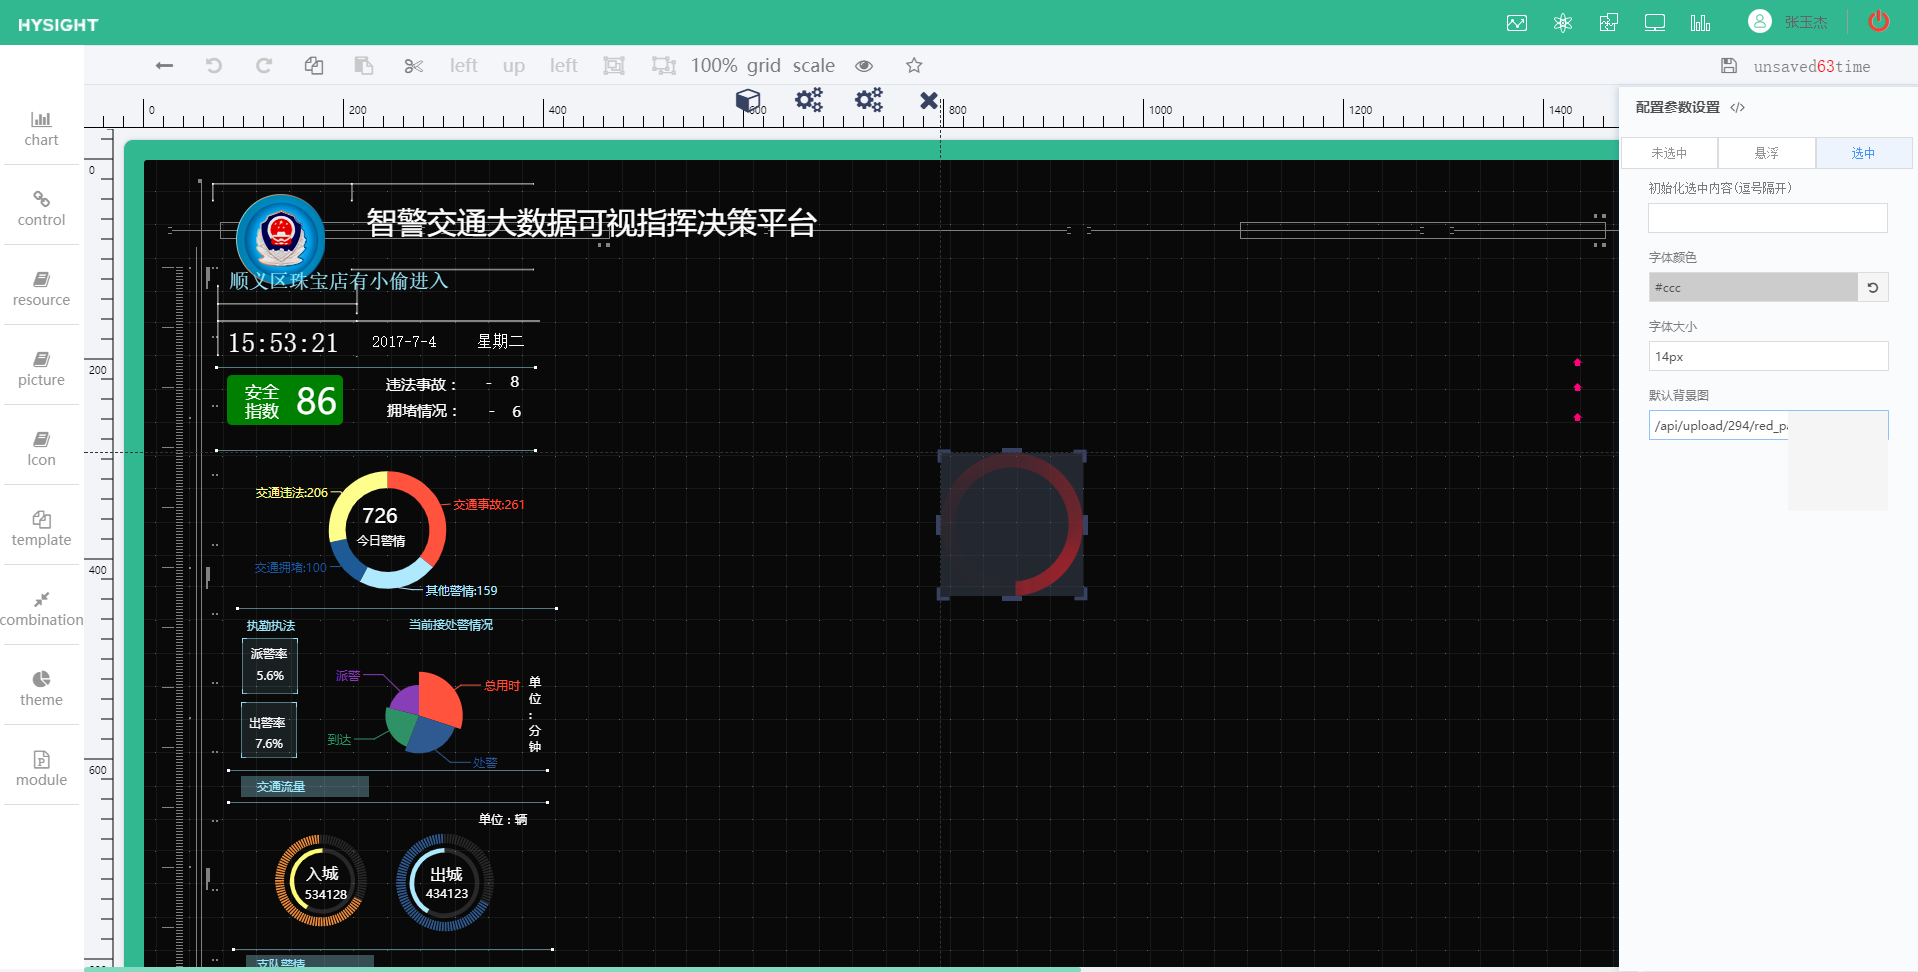 HYSIGHT
张玉杰
left up left 100% grid scale
unsaved63time
0 200 400 600 800 1000 1200 1400
配置参数设置 </>
chart
control
resource
picture
Icon
template
combination
theme
module
0
200
400
600
智警交通大数据可视指挥决策平台
顺义区珠宝店有小偷进入
15:53:21 2017-7-4 星期二
安全指数 86
违法事故： - 8
拥堵情况： - 6
交通违法:206
交通事故:261
726
今日警情
交通拥堵:100
其他警情:159
执勤执法 当前接处警情况
派警率
5.6%
出警率
7.6%
派警
总用时
到达
处警
单位:分钟
交通流量
单位：辆
入城
534128
出城
434123
支队警情
未选中 悬浮 选中
初始化选中内容(逗号隔开)
字体颜色
#ccc
字体大小
14px
默认背景图
/api/upload/294/red_pa